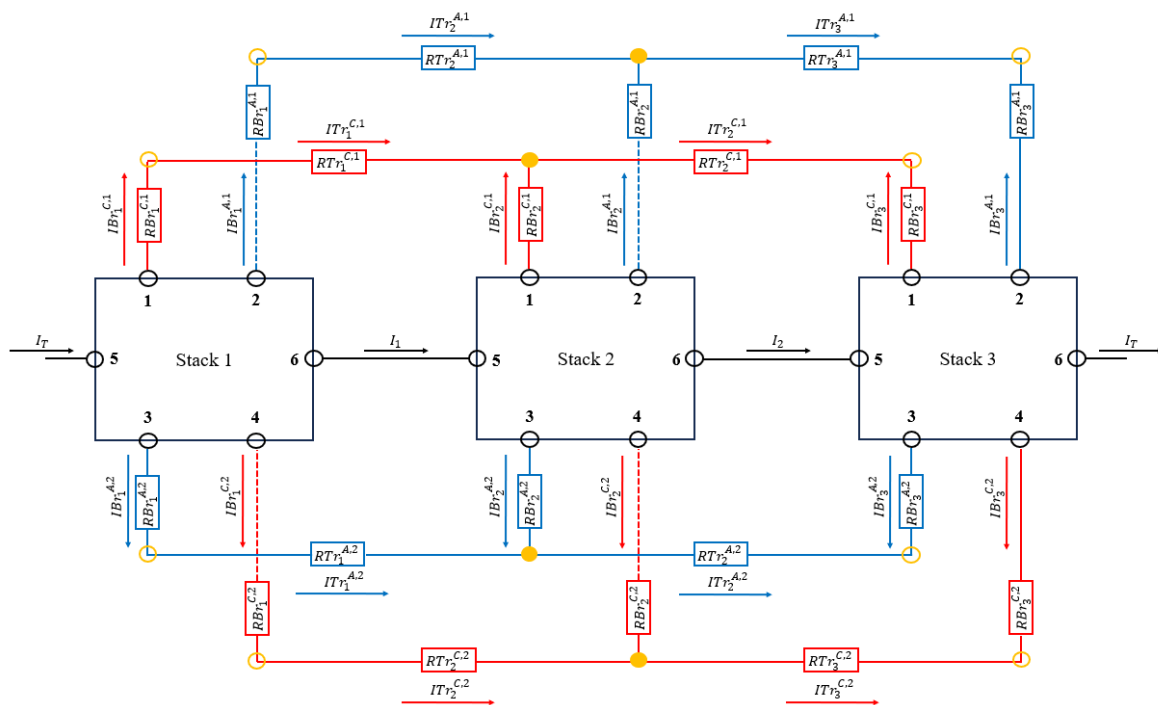 ITr₂^{A,1} ITr₃^{A,1}
RTr₂^{A,1} RTr₃^{A,1}
RBr₁^{A,1} RBr₂^{A,1} RBr₃^{A,1}
ITr₁^{C,1} ITr₂^{C,1}
RTr₁^{C,1} RTr₂^{C,1}
IBr₁^{C,1} RBr₁^{C,1} IBr₁^{A,1} IBr₂^{C,1} RBr₂^{C,1} IBr₂^{A,1} IBr₃^{C,1} RBr₃^{C,1} IBr₃^{A,1}
1 2 1 2 1 2
I_T 5 Stack 1 6 I₁ 5 Stack 2 6 I₂ 5 Stack 3 6 I_T
3 4 3 4 3 4
IBr₁^{A,2} RBr₁^{A,2} IBr₁^{C,2} IBr₂^{A,2} RBr₂^{A,2} IBr₂^{C,2} IBr₃^{A,2} RBr₃^{A,2} IBr₃^{C,2}
RTr₁^{A,2} RTr₂^{A,2}
ITr₁^{A,2} ITr₂^{A,2}
RBr₁^{C,2} RBr₂^{C,2} RBr₃^{C,2}
RTr₂^{C,2} RTr₃^{C,2}
ITr₂^{C,2} ITr₃^{C,2}